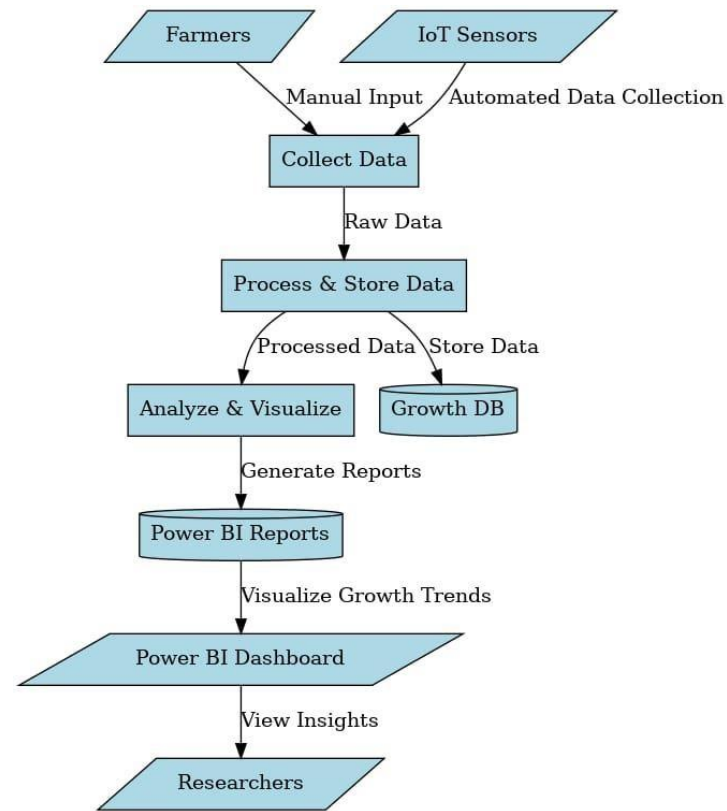 Farmers
IoT Sensors
Manual Input
Automated Data Collection
Collect Data
Raw Data
Process & Store Data
Processed Data
Store Data
Analyze & Visualize
Growth DB
Generate Reports
Power BI Reports
Visualize Growth Trends
Power BI Dashboard
View Insights
Researchers